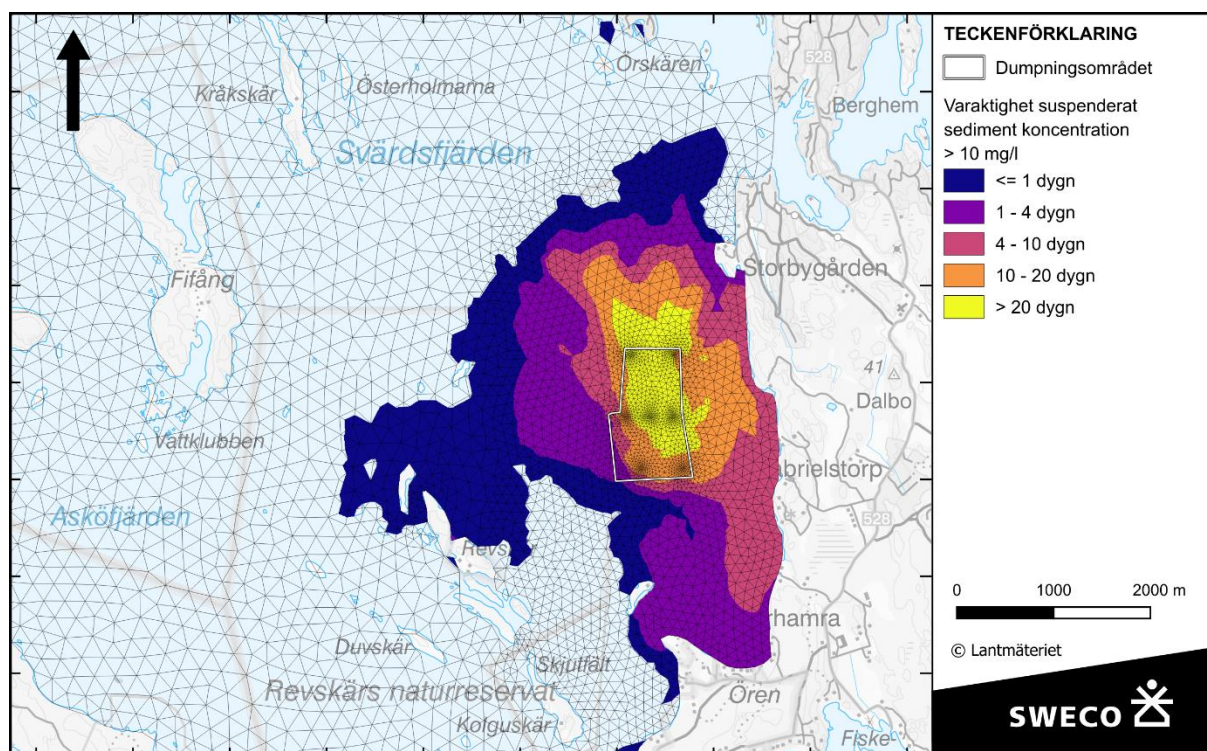 Örskären
528
Kråkskär
Österholmarna
Berghem
Svärdsfjärden
Fifång
Storbygården
41
Dalbo
Vattklubben
abrielstorp
Asköfjärden
528
rhamra
Duvskär
Skjutfält
Revskärs naturreservat
Ören
Kolguskär
Fiske-
TECKENFÖRKLARING
Dumpningsområdet
Varaktighet suspenderat
sediment koncentration
> 10 mg/l
<= 1 dygn
1 - 4 dygn
4 - 10 dygn
10 - 20 dygn
> 20 dygn
0 1000 2000 m
© Lantmäteriet
SWECO